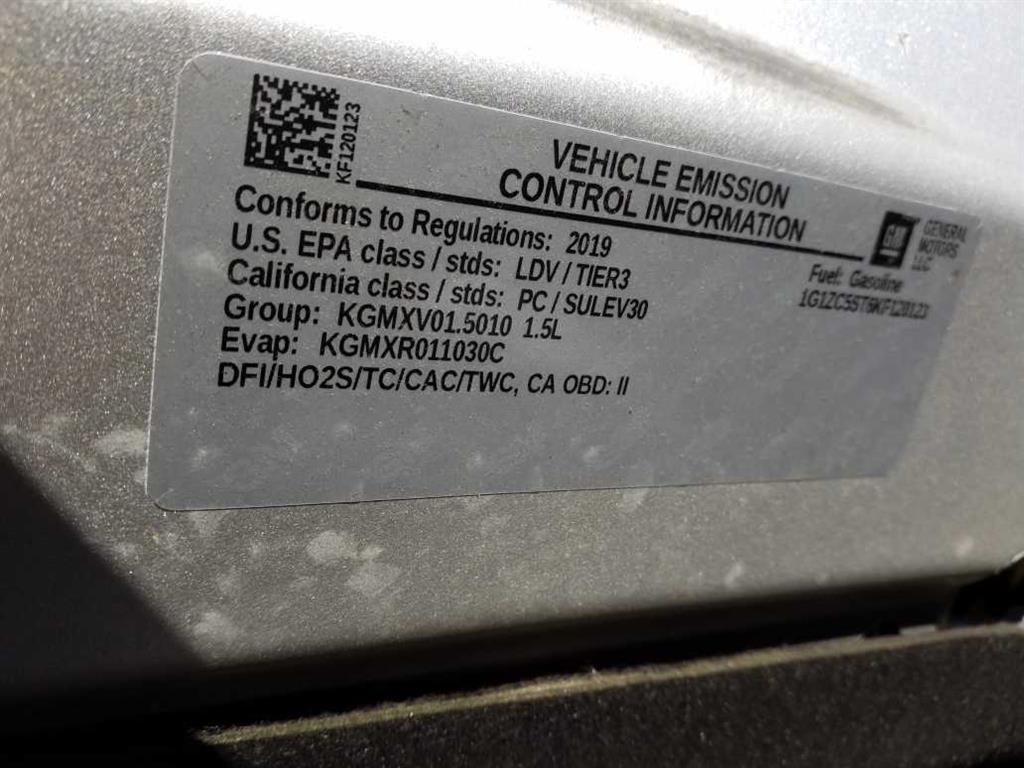 KF120123
VEHICLE EMISSION
CONTROL INFORMATION
GM
GENERAL
MOTORS
LLC
Conforms to Regulations: 2019
U.S. EPA class / stds: LDV / TIER3
California class / stds: PC / SULEV30
Group: KGMXV01.5010 1.5L
Evap: KGMXR011030C
DFI/HO2S/TC/CAC/TWC, CA OBD: II
Fuel: Gasoline
1G1ZC5ST6KF120123